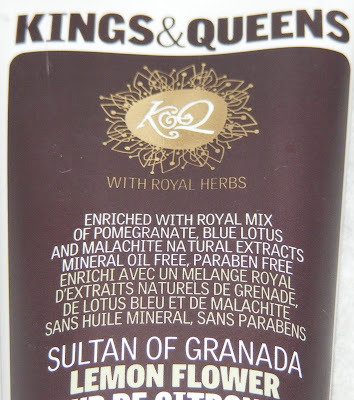 KINGS&QUEENS
K&Q
WITH ROYAL HERBS
ENRICHED WITH ROYAL MIX
OF POMEGRANATE, BLUE LOTUS
AND MALACHITE NATURAL EXTRACTS
MINERAL OIL FREE, PARABEN FREE
ENRICHI AVEC UN MELANGE ROYAL
D'EXTRAITS NATURELS DE GRENADE,
DE LOTUS BLEU ET DE MALACHITE
SANS HUILE MINERAL, SANS PARABENS
SULTAN OF GRANADA
LEMON FLOWER